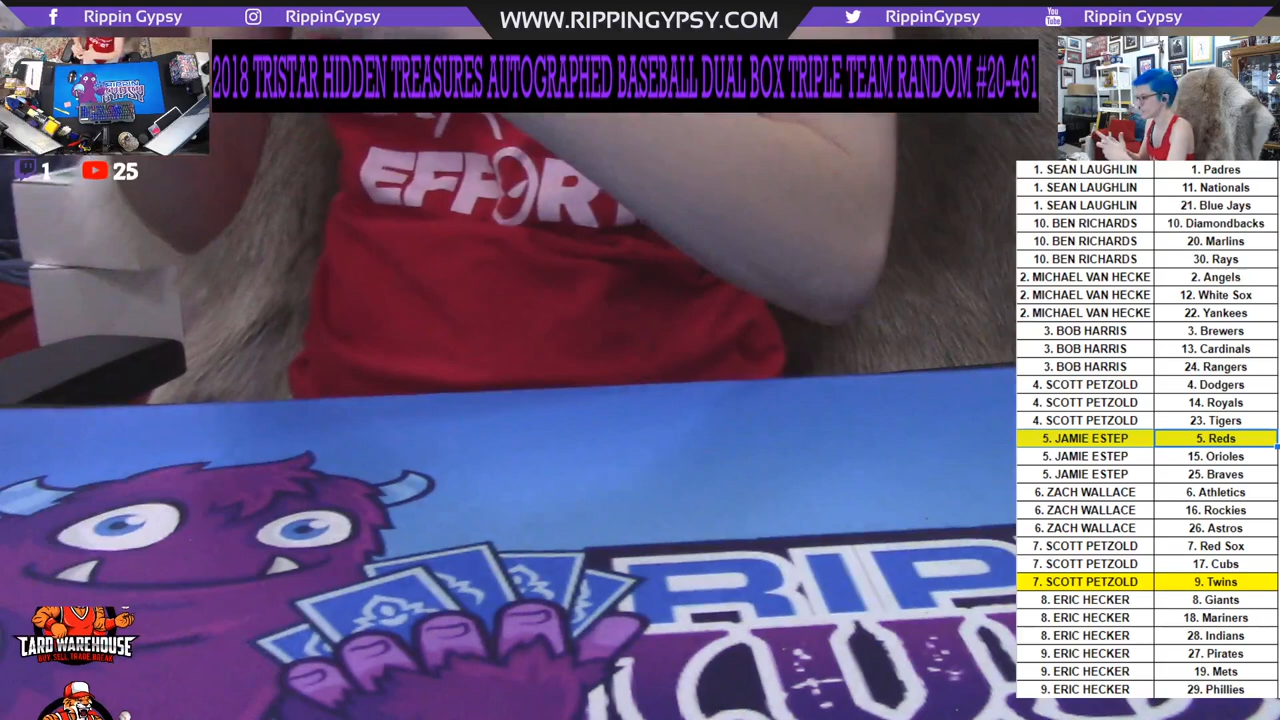 Rippin Gypsy
RippinGypsy
WWW.RIPPINGYPSY.COM
RippinGypsy
You Tube
Rippin Gypsy
2018 TRISTAR HIDDEN TREASURES AUTOGRAPHED BASEBALL DUAL BOX TRIPLE TEAM RANDOM #20-461
1
25
EFFORT
1. SEAN LAUGHLIN 1. Padres
1. SEAN LAUGHLIN 11. Nationals
1. SEAN LAUGHLIN 21. Blue Jays
10. BEN RICHARDS 10. Diamondbacks
10. BEN RICHARDS 20. Marlins
10. BEN RICHARDS 30. Rays
2. MICHAEL VAN HECKE 2. Angels
2. MICHAEL VAN HECKE 12. White Sox
2. MICHAEL VAN HECKE 22. Yankees
3. BOB HARRIS 3. Brewers
3. BOB HARRIS 13. Cardinals
3. BOB HARRIS 24. Rangers
4. SCOTT PETZOLD 4. Dodgers
4. SCOTT PETZOLD 14. Royals
4. SCOTT PETZOLD 23. Tigers
5. JAMIE ESTEP 5. Reds
5. JAMIE ESTEP 15. Orioles
5. JAMIE ESTEP 25. Braves
6. ZACH WALLACE 6. Athletics
6. ZACH WALLACE 16. Rockies
6. ZACH WALLACE 26. Astros
7. SCOTT PETZOLD 7. Red Sox
7. SCOTT PETZOLD 17. Cubs
7. SCOTT PETZOLD 9. Twins
8. ERIC HECKER 8. Giants
8. ERIC HECKER 18. Mariners
8. ERIC HECKER 28. Indians
9. ERIC HECKER 27. Pirates
9. ERIC HECKER 19. Mets
9. ERIC HECKER 29. Phillies
RIP
CARD WAREHOUSE
BUY. SELL. TRADE. BREAK